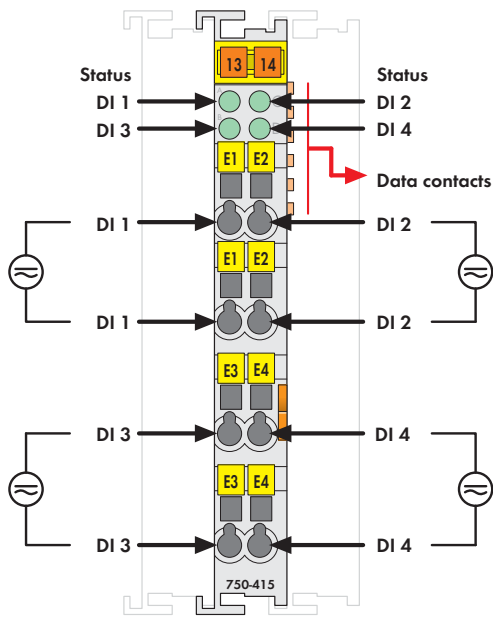 13 14
Status Status
A C
DI 1 DI 2
B D
DI 3 DI 4
E1 E2
Data contacts
DI 1 DI 2
E1 E2
DI 1 DI 2
E3 E4
DI 3 DI 4
E3 E4
DI 3 DI 4
750-415